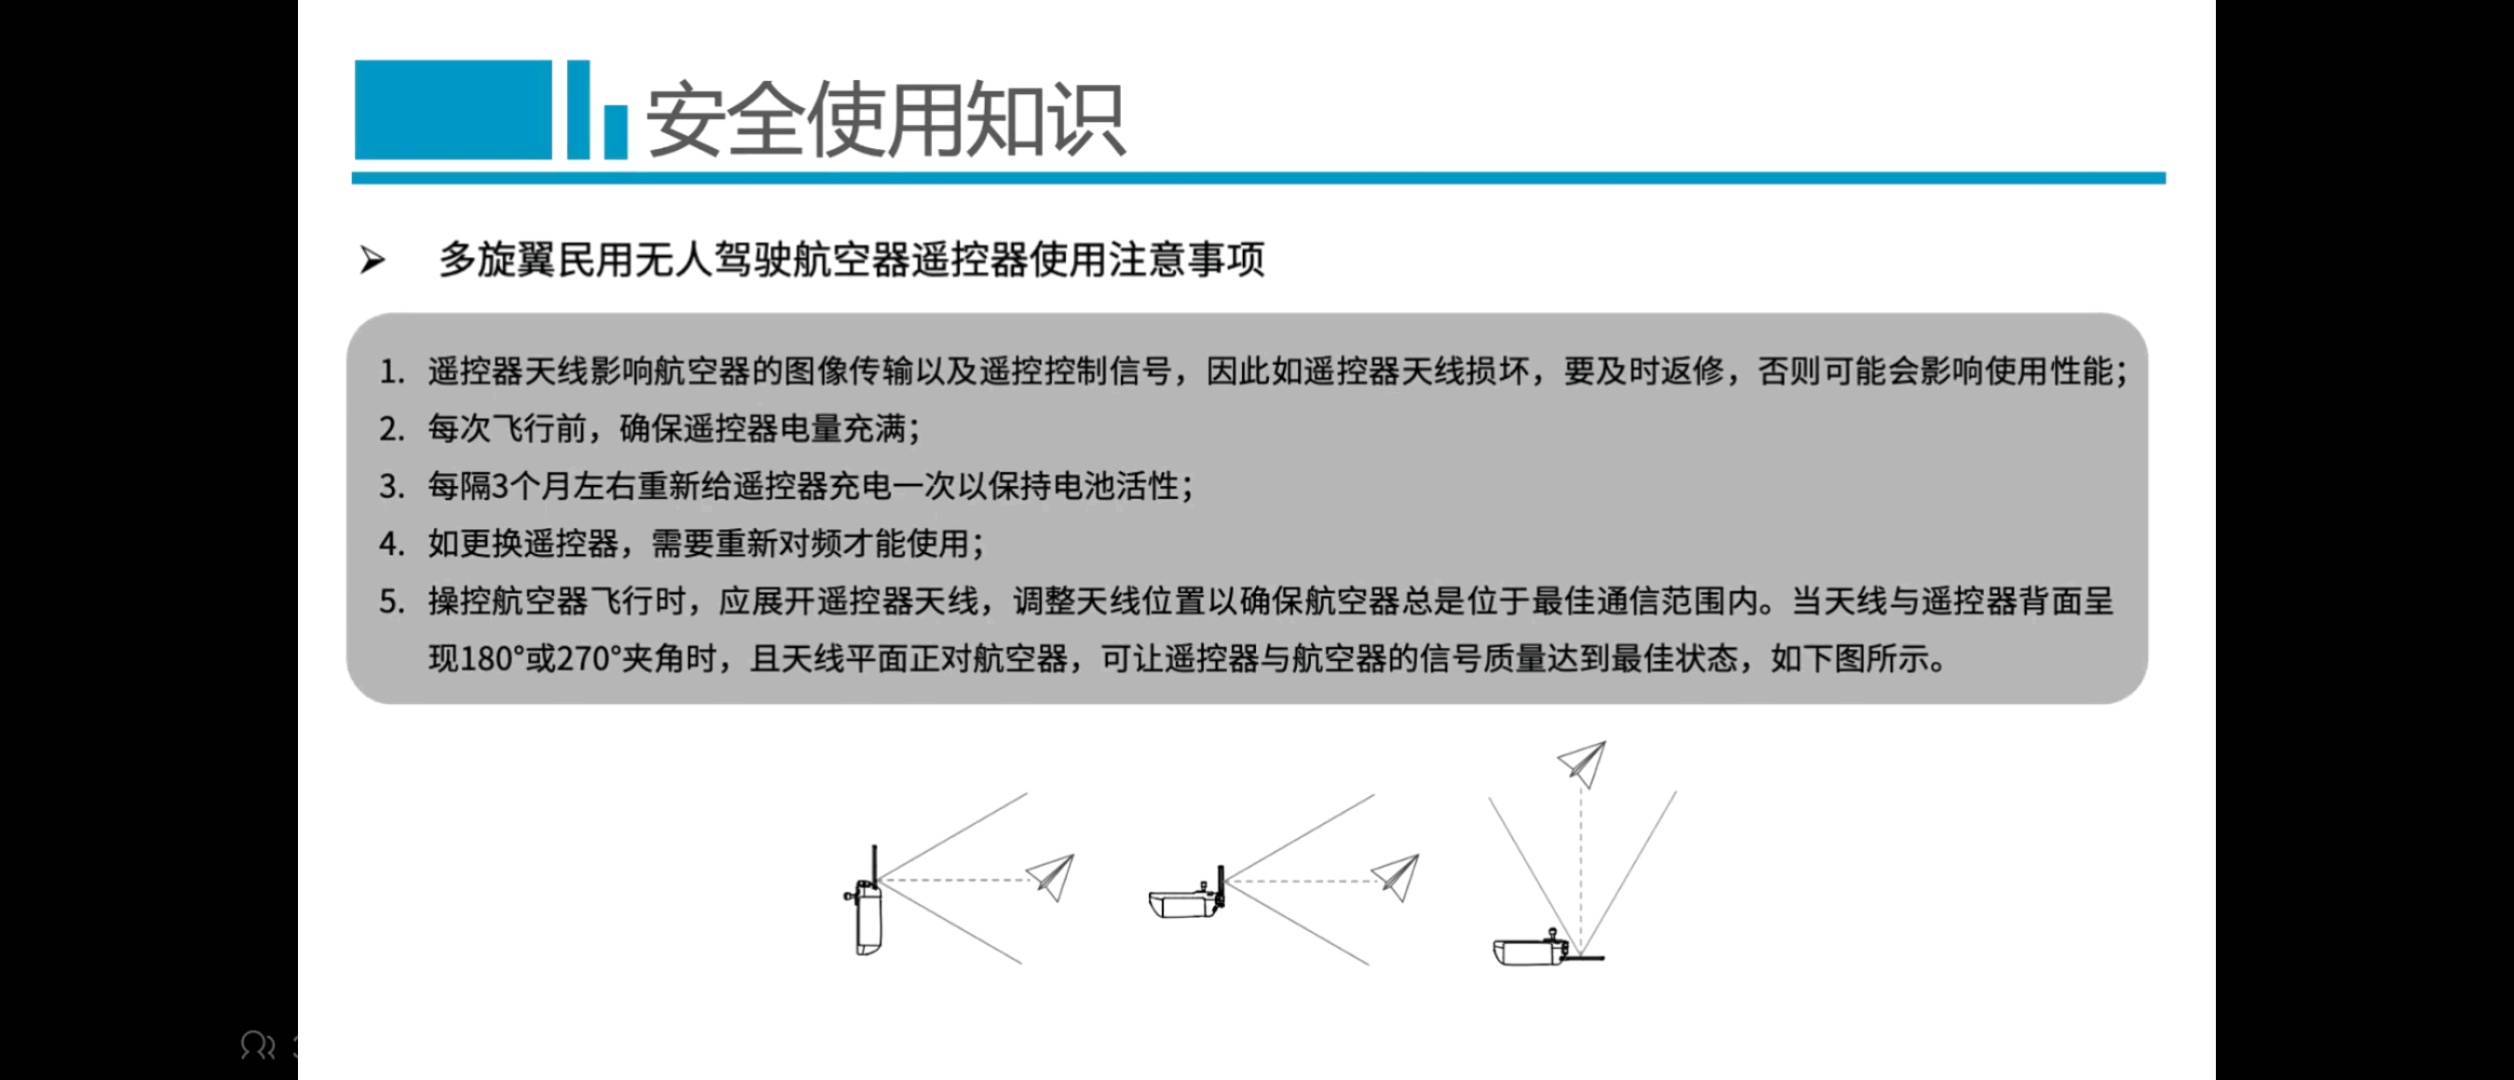 安全使用知识
➢ 多旋翼民用无人驾驶航空器遥控器使用注意事项
1. 遥控器天线影响航空器的图像传输以及遥控控制信号，因此如遥控器天线损坏，要及时返修，否则可能会影响使用性能；
2. 每次飞行前，确保遥控器电量充满；
3. 每隔3个月左右重新给遥控器充电一次以保持电池活性；
4. 如更换遥控器，需要重新对频才能使用；
5. 操控航空器飞行时，应展开遥控器天线，调整天线位置以确保航空器总是位于最佳通信范围内。当天线与遥控器背面呈
现180°或270°夹角时，且天线平面正对航空器，可让遥控器与航空器的信号质量达到最佳状态，如下图所示。